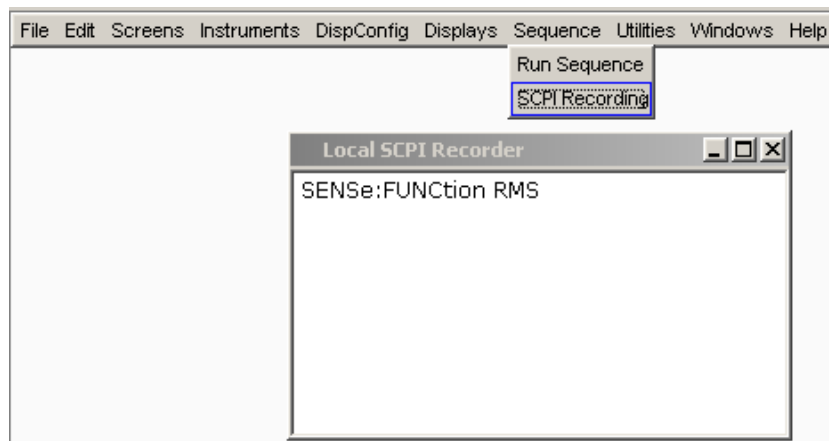 File Edit Screens Instruments DispConfig Displays Sequence Utilities Windows Help
Run Sequence
SCPI Recording
Local SCPI Recorder
SENSe:FUNCtion RMS